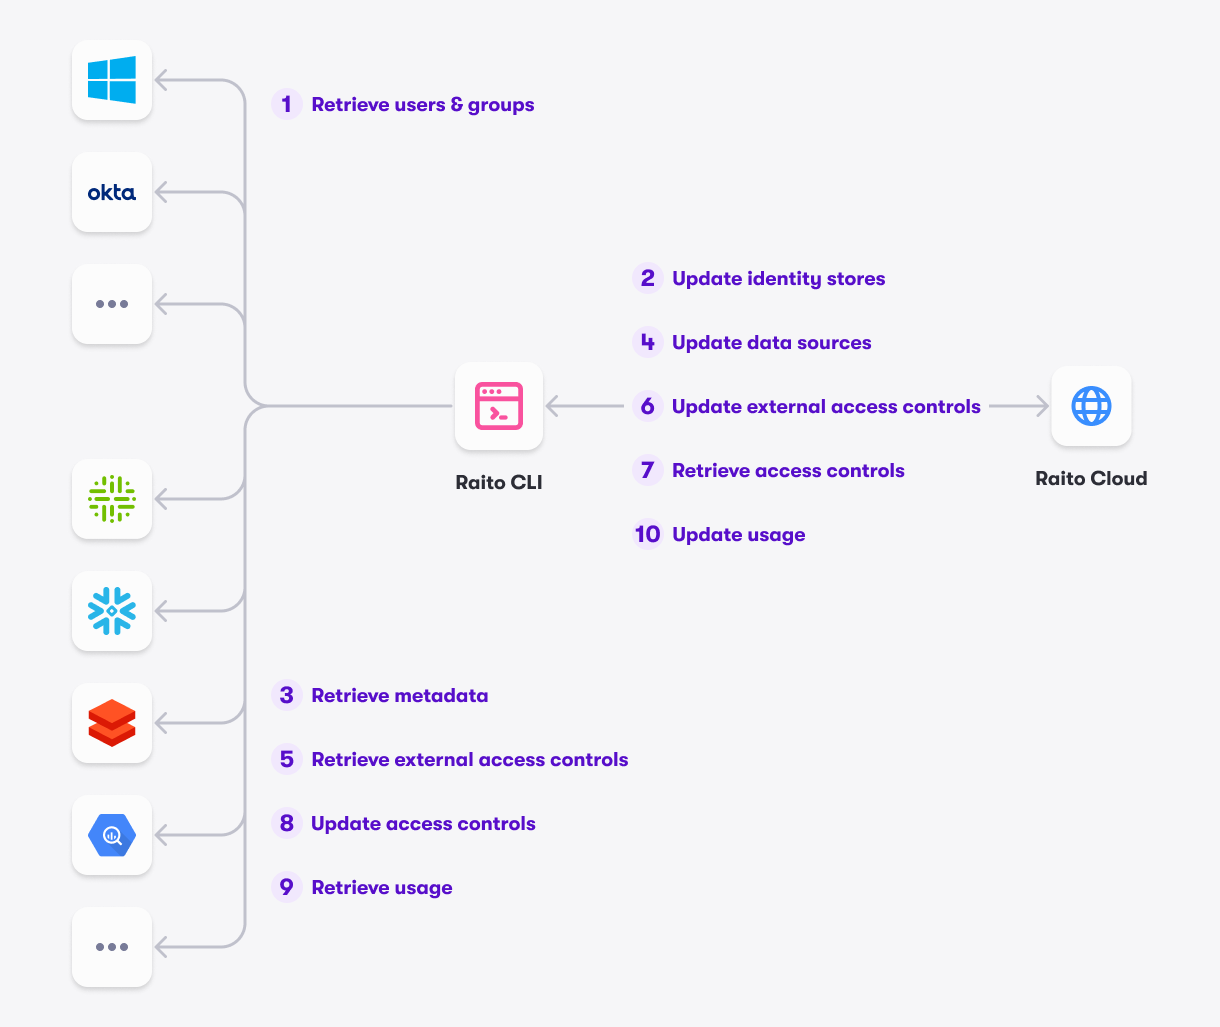 1 Retrieve users & groups
okta
2 Update identity stores
4 Update data sources
6 Update external access controls
7 Retrieve access controls
10 Update usage
Raito CLI
Raito Cloud
3 Retrieve metadata
5 Retrieve external access controls
8 Update access controls
9 Retrieve usage